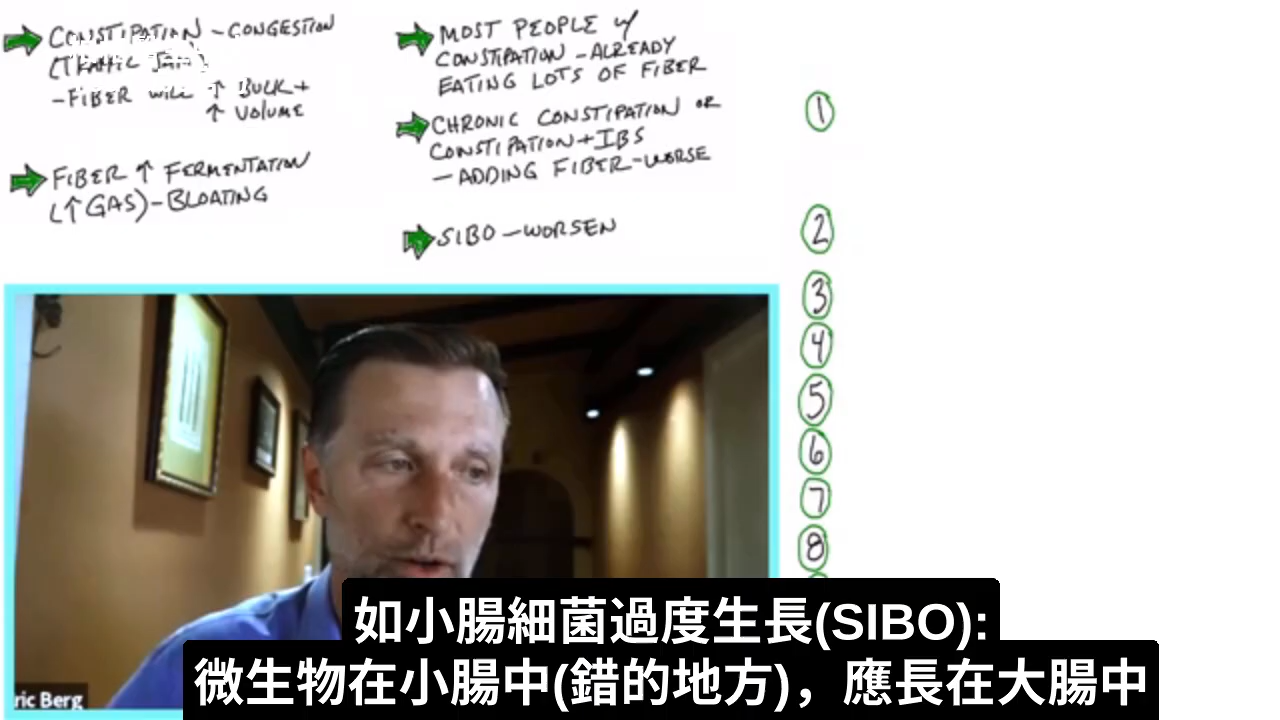 CONSTIPATION - CONGESTION
- FIBER WILL ↑ BULK +
↑ VOLUME
FIBER ↑ FERMENTATION
(↑ GAS) - BLOATING
MOST PEOPLE w/
CONSTIPATION - ALREADY
EATING LOTS OF FIBER
CHRONIC CONSTIPATION OR
CONSTIPATION + IBS
- ADDING FIBER - WORSE
SIBO - WORSEN
1
2
3
4
5
6
7
8
ric Berg
如小腸細菌過度生長(SIBO):
微生物在小腸中(錯的地方)，應長在大腸中